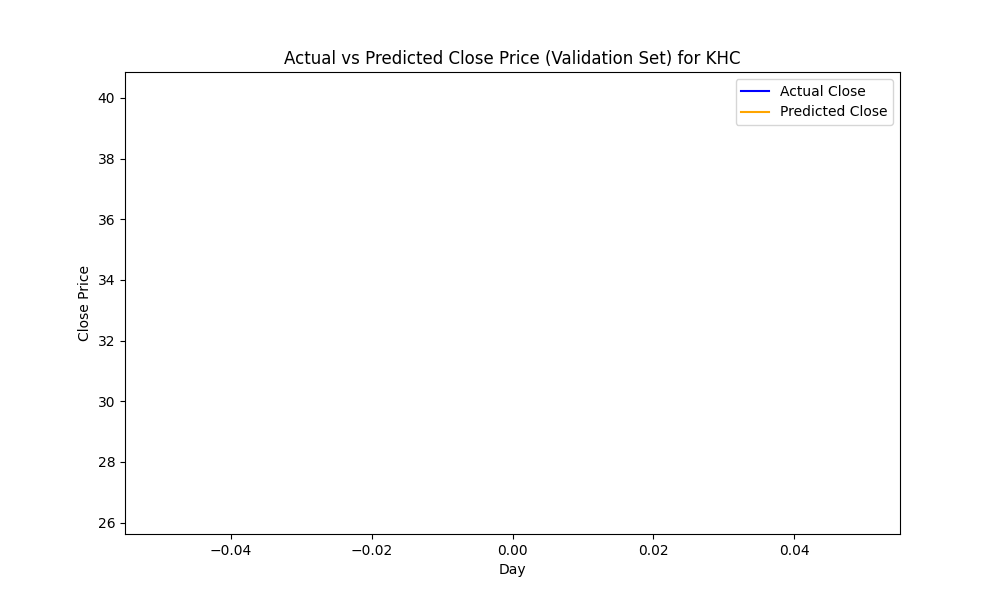 Actual vs Predicted Close Price (Validation Set) for KHC
Actual Close
Predicted Close
Close Price
40
38
36
34
32
30
28
26
−0.04
−0.02
0.00
0.02
0.04
Day